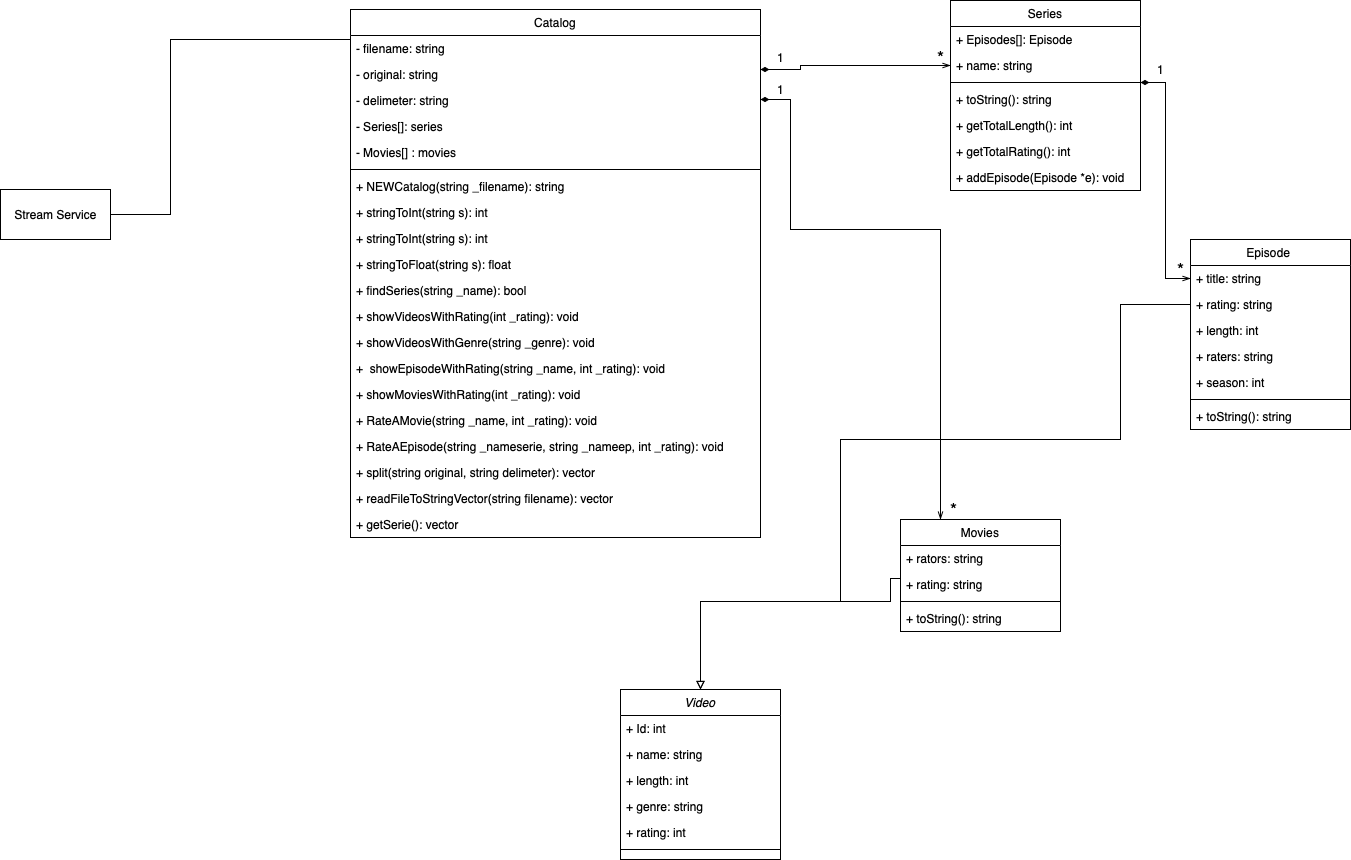 Stream Service
Catalog
- filename: string
- original: string
- delimeter: string
- Series[]: series
- Movies[] : movies
+ NEWCatalog(string _filename): string
+ stringToInt(string s): int
+ stringToInt(string s): int
+ stringToFloat(string s): float
+ findSeries(string _name): bool
+ showVideosWithRating(int _rating): void
+ showVideosWithGenre(string _genre): void
+  showEpisodeWithRating(string _name, int _rating): void
+ showMoviesWithRating(int _rating): void
+ RateAMovie(string _name, int _rating): void
+ RateAEpisode(string _nameserie, string _nameep, int _rating): void
+ split(string original, string delimeter): vector
+ readFileToStringVector(string filename): vector
+ getSerie(): vector
1
*
1
*
Series
+ Episodes[]: Episode
+ name: string
+ toString(): string
+ getTotalLength(): int
+ getTotalRating(): int
+ addEpisode(Episode *e): void
1
*
Episode
+ title: string
+ rating: string
+ length: int
+ raters: string
+ season: int
+ toString(): string
Movies
+ rators: string
+ rating: string
+ toString(): string
Video
+ Id: int
+ name: string
+ length: int
+ genre: string
+ rating: int